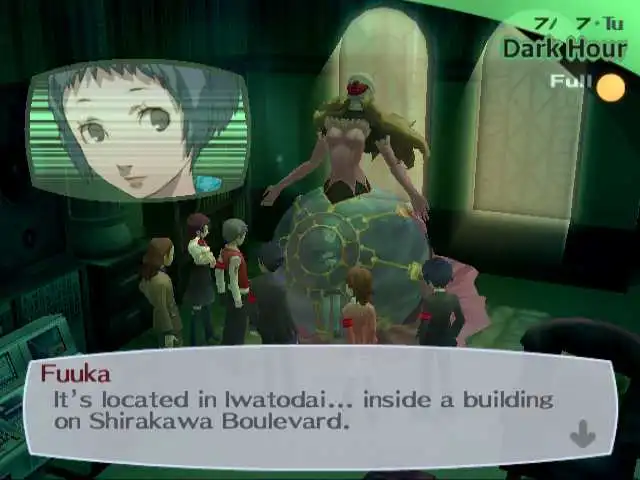 7/ 7・Tu
Dark Hour
Full
Fuuka
It's located in Iwatodai... inside a building
on Shirakawa Boulevard.